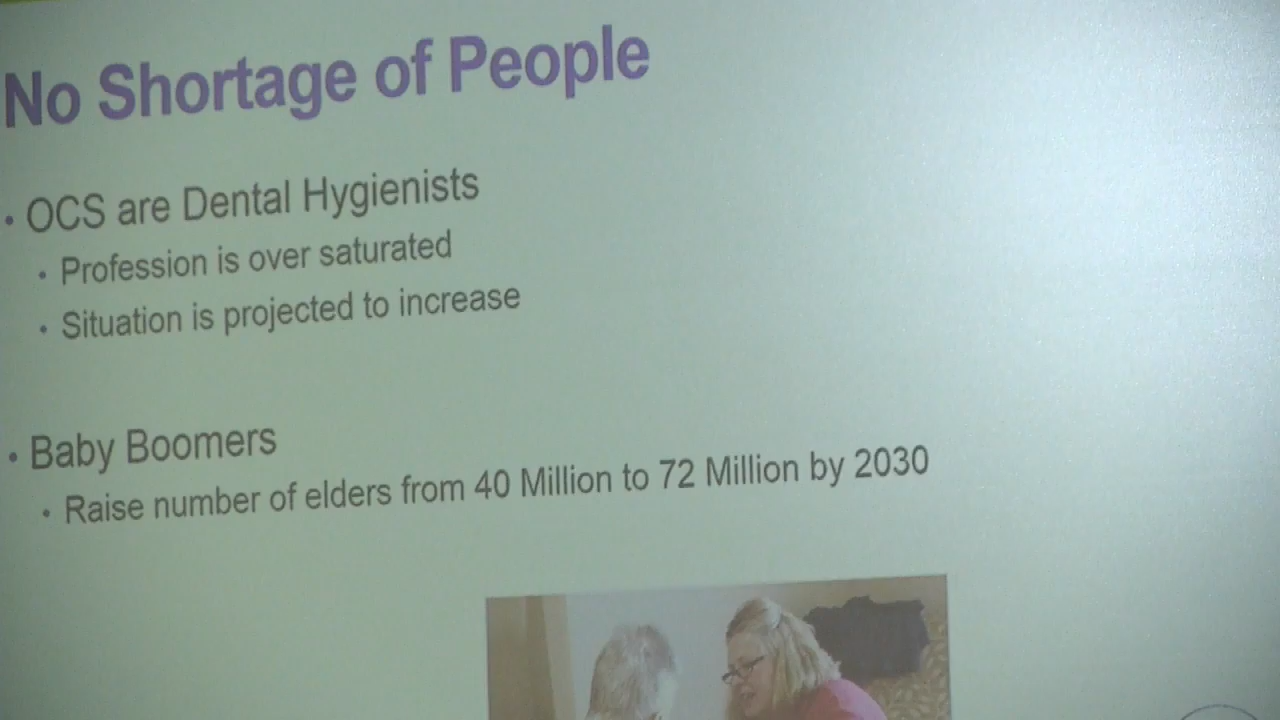 No Shortage of People
• OCS are Dental Hygienists
• Profession is over saturated
• Situation is projected to increase
• Baby Boomers
• Raise number of elders from 40 Million to 72 Million by 2030